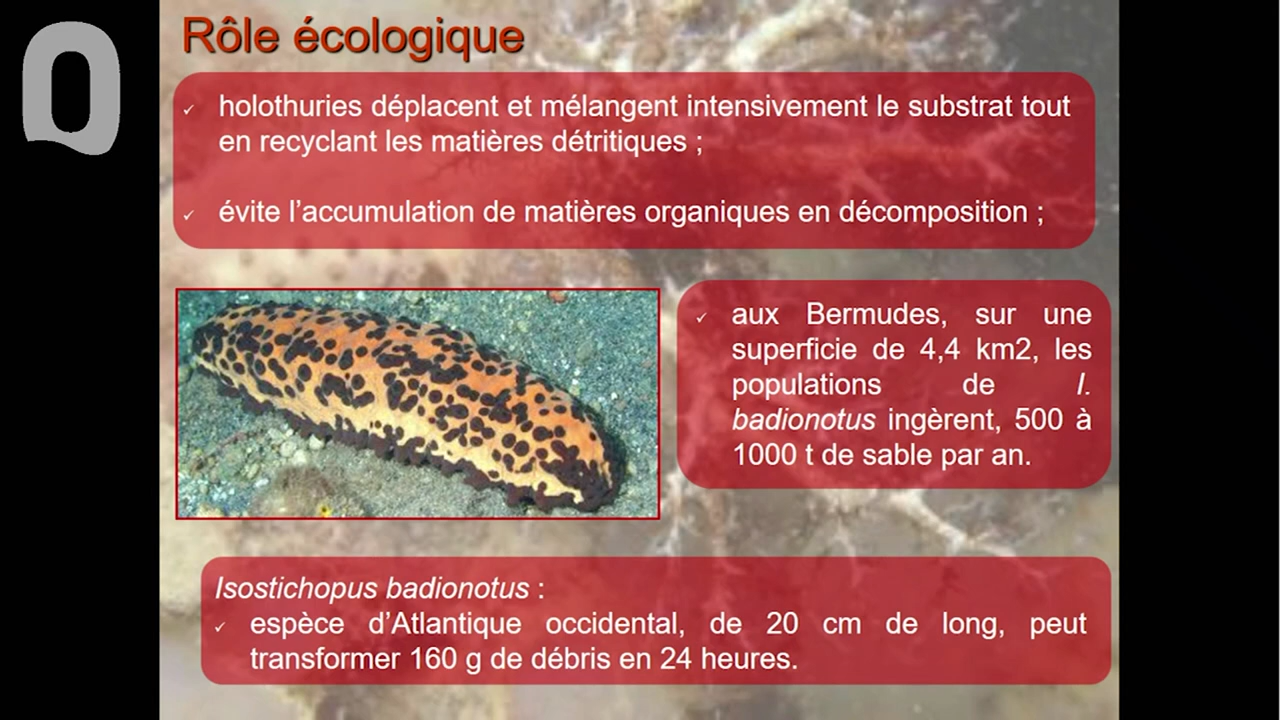 Rôle écologique
✓ holothuries déplacent et mélangent intensivement le substrat tout
en recyclant les matières détritiques ;
✓ évite l’accumulation de matières organiques en décomposition ;
✓ aux Bermudes, sur une
superficie de 4,4 km2, les
populations de I.
badionotus ingèrent, 500 à
1000 t de sable par an.
Isostichopus badionotus :
✓ espèce d’Atlantique occidental, de 20 cm de long, peut
transformer 160 g de débris en 24 heures.